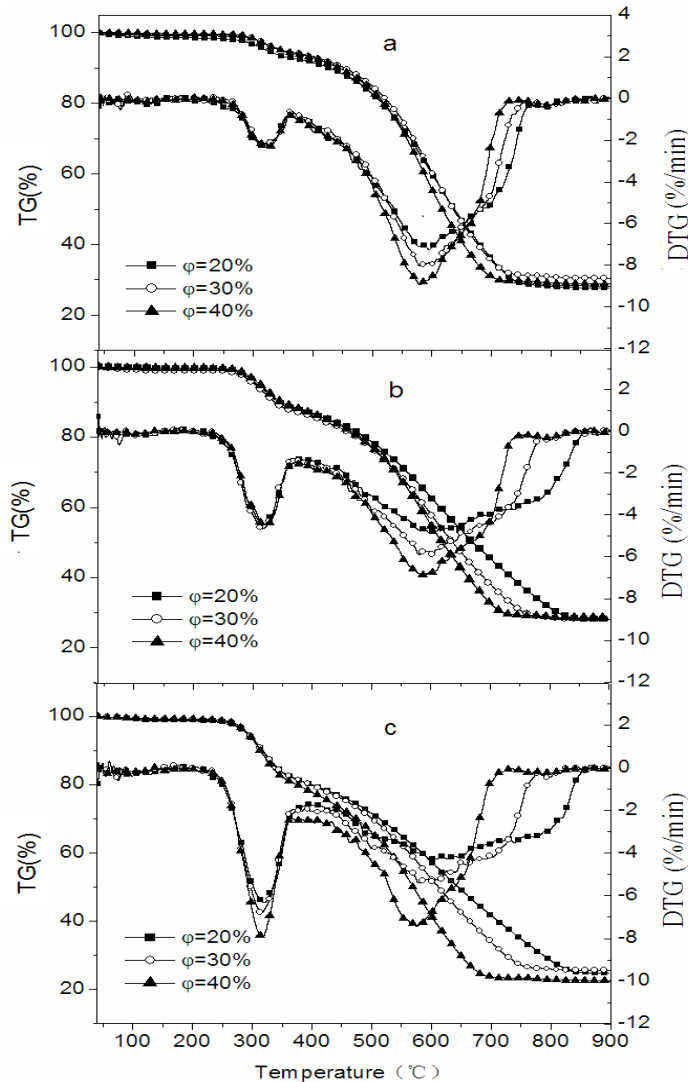 a
100
80
60
40
20
TG(%)
4
2
0
-2
-4
-6
-8
-10
-12
DTG (%/min)
φ=20%
φ=30%
φ=40%
b
100
80
60
40
20
TG(%)
2
0
-2
-4
-6
-8
-10
-12
DTG (%/min)
φ=20%
φ=30%
φ=40%
c
100
80
60
40
20
TG(%)
2
0
-2
-4
-6
-8
-10
-12
DTG (%/min)
φ=20%
φ=30%
φ=40%
100 200 300 400 500 600 700 800 900
Temperature (℃)